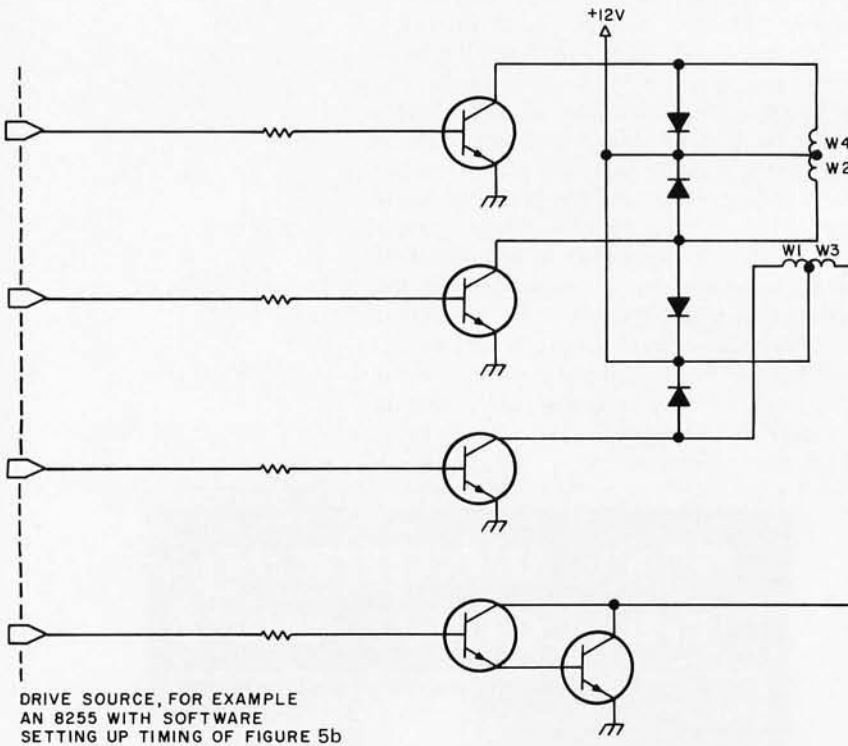 +12V
W4
W2
W1 W3
DRIVE SOURCE, FOR EXAMPLE
AN 8255 WITH SOFTWARE
SETTING UP TIMING OF FIGURE 5b